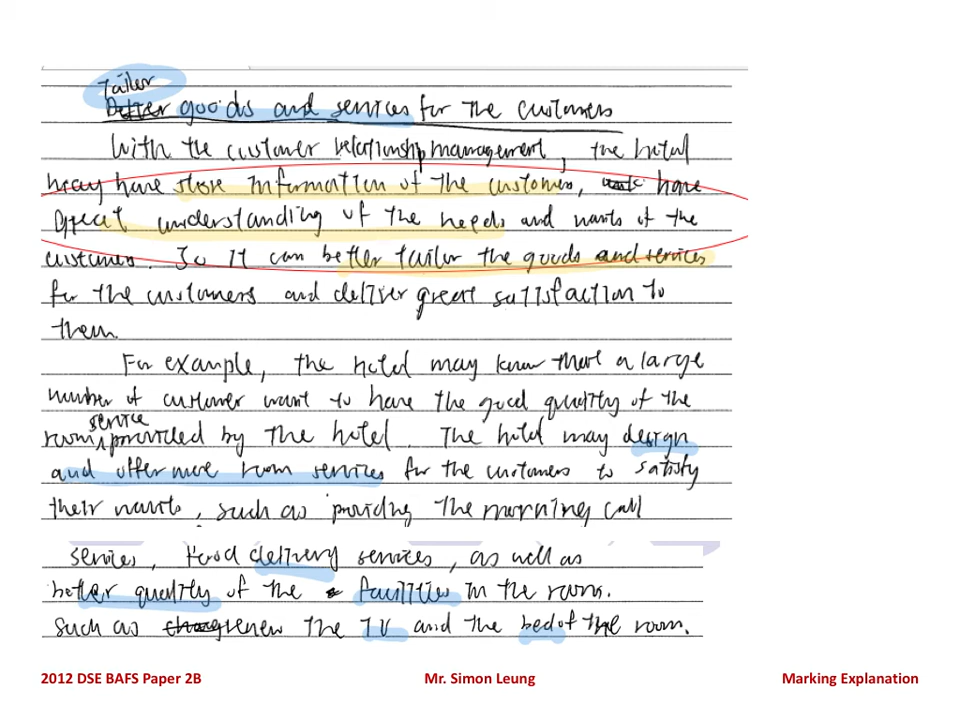 Tailor
Better goods and services for the customers
With the customer relationship management, the hotel
may have store information of the customers, have
great understanding of the needs and wants of the
customers. So it can better tailor the goods and services
for the customers and deliver great satisfaction to
them.
For example, the hotel may know that a large
number of customer want to have the good quality of the
service
room provided by the hotel. The hotel may design
and offer more room services for the customers to satisfy
their wants, such as providing the morning call
services, food delivery services, as well as
better quality of the facilities in the room.
Such as renew the TV and the bed of the room.
2012 DSE BAFS Paper 2B
Mr. Simon Leung
Marking Explanation